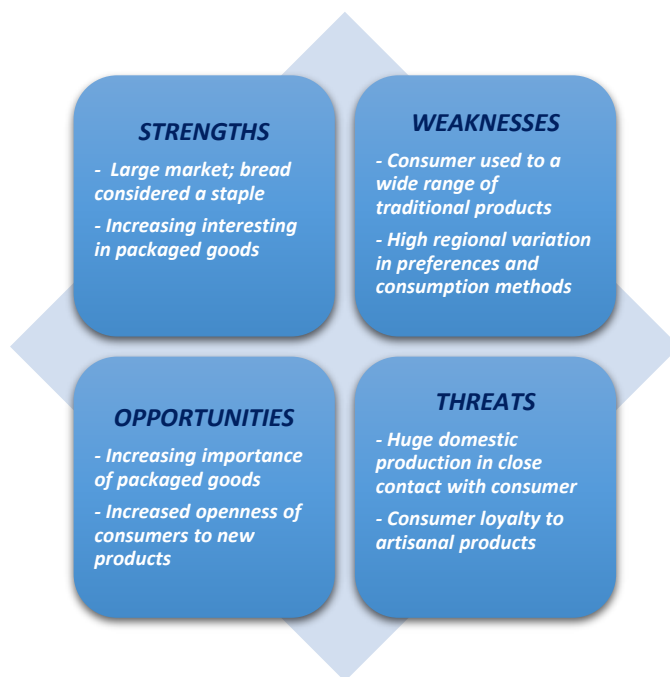 STRENGTHS
- Large market; bread
considered a staple
- Increasing interesting
in packaged goods
WEAKNESSES
- Consumer used to a
wide range of
traditional products
- High regional variation
in preferences and
consumption methods
OPPORTUNITIES
- Increasing importance
of packaged goods
- Increased openness of
consumers to new
products
THREATS
- Huge domestic
production in close
contact with consumer
- Consumer loyalty to
artisanal products